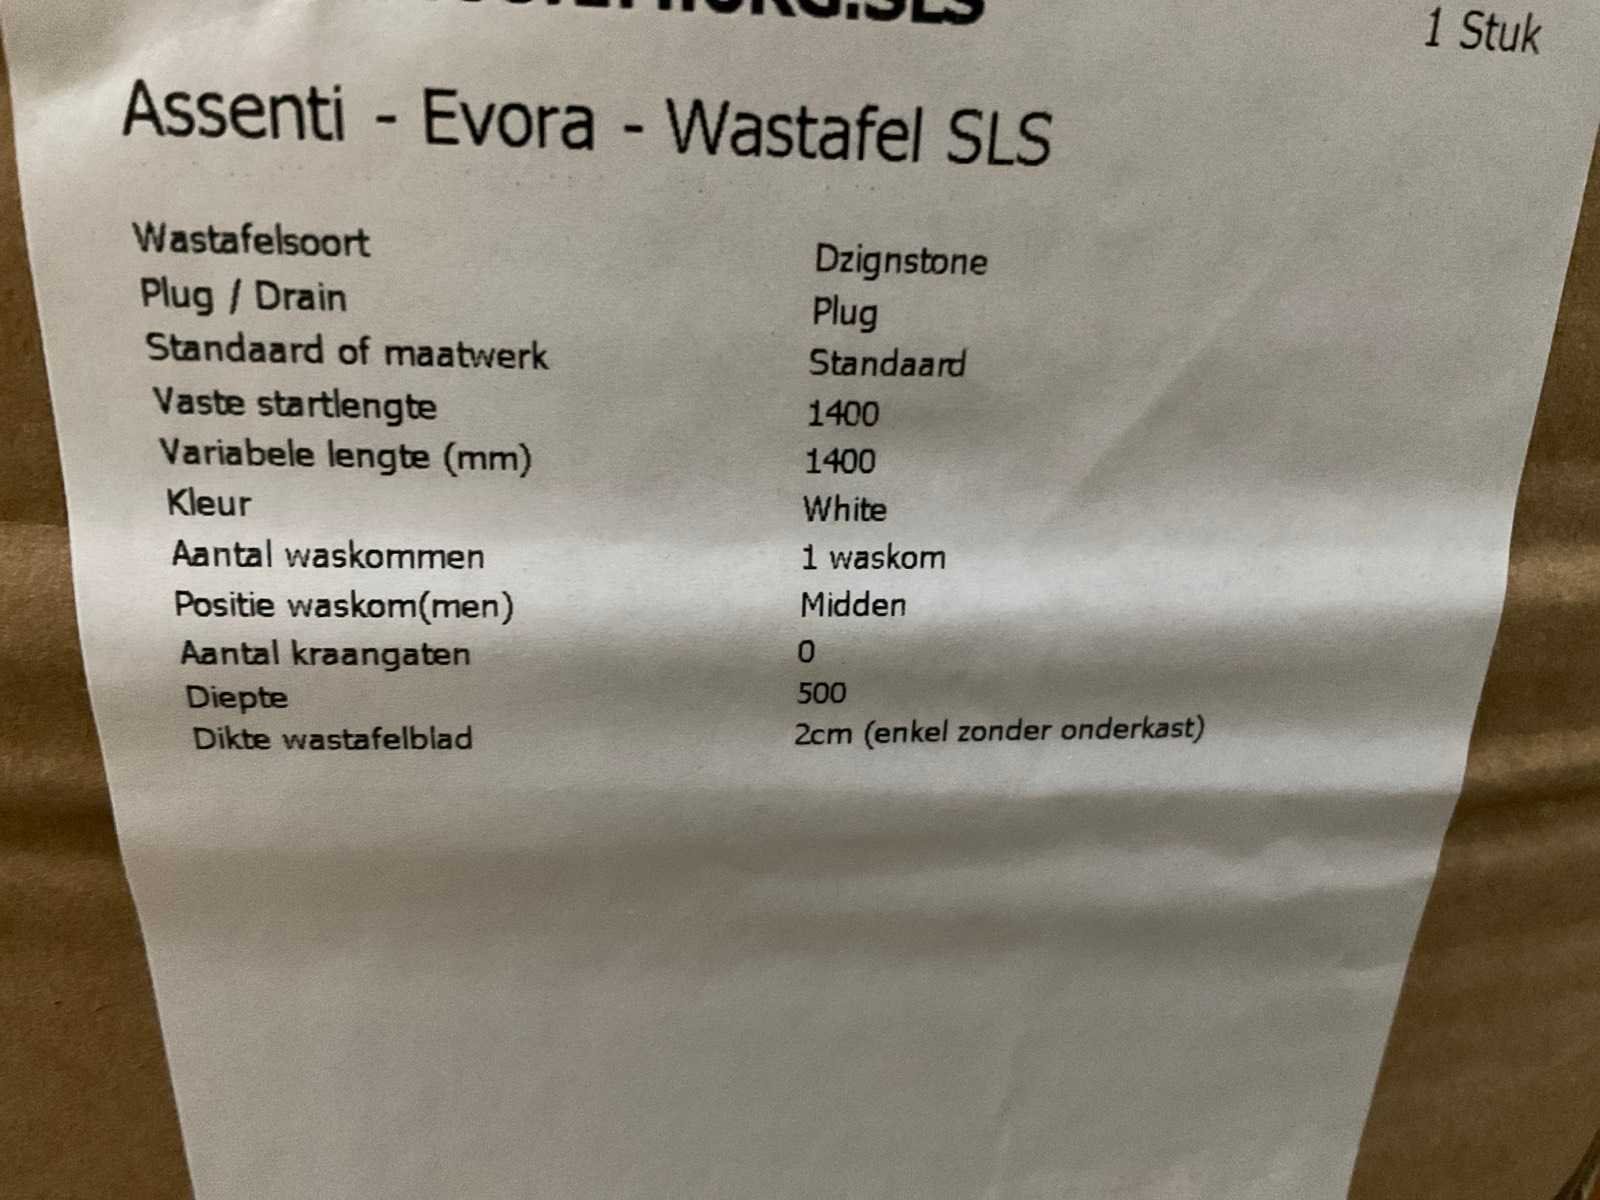 1 Stuk
Assenti - Evora - Wastafel SLS
Wastafelsoort Dzignstone
Plug / Drain Plug
Standaard of maatwerk Standaard
Vaste startlengte 1400
Variabele lengte (mm) 1400
Kleur White
Aantal waskommen 1 waskom
Positie waskom(men) Midden
Aantal kraangaten 0
Diepte 500
Dikte wastafelblad 2cm (enkel zonder onderkast)